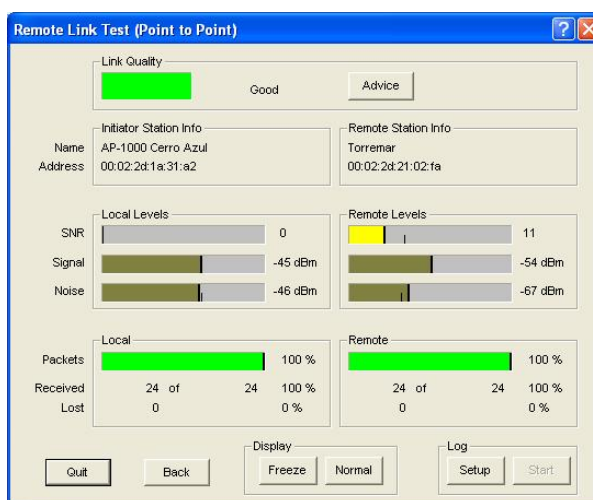 Remote Link Test (Point to Point)
Link Quality
Good Advice
Initiator Station Info Remote Station Info
Name AP-1000 Cerro Azul Torremar
Address 00:02:2d:1a:31:a2 00:02:2d:21:02:fa
Local Levels Remote Levels
SNR 0 11
Signal -45 dBm -54 dBm
Noise -46 dBm -67 dBm
Local Remote
Packets 100 % 100 %
Received 24 of 24 100 % 24 of 24 100 %
Lost 0 0 % 0 0 %
Display Log
Quit Back Freeze Normal Setup Start